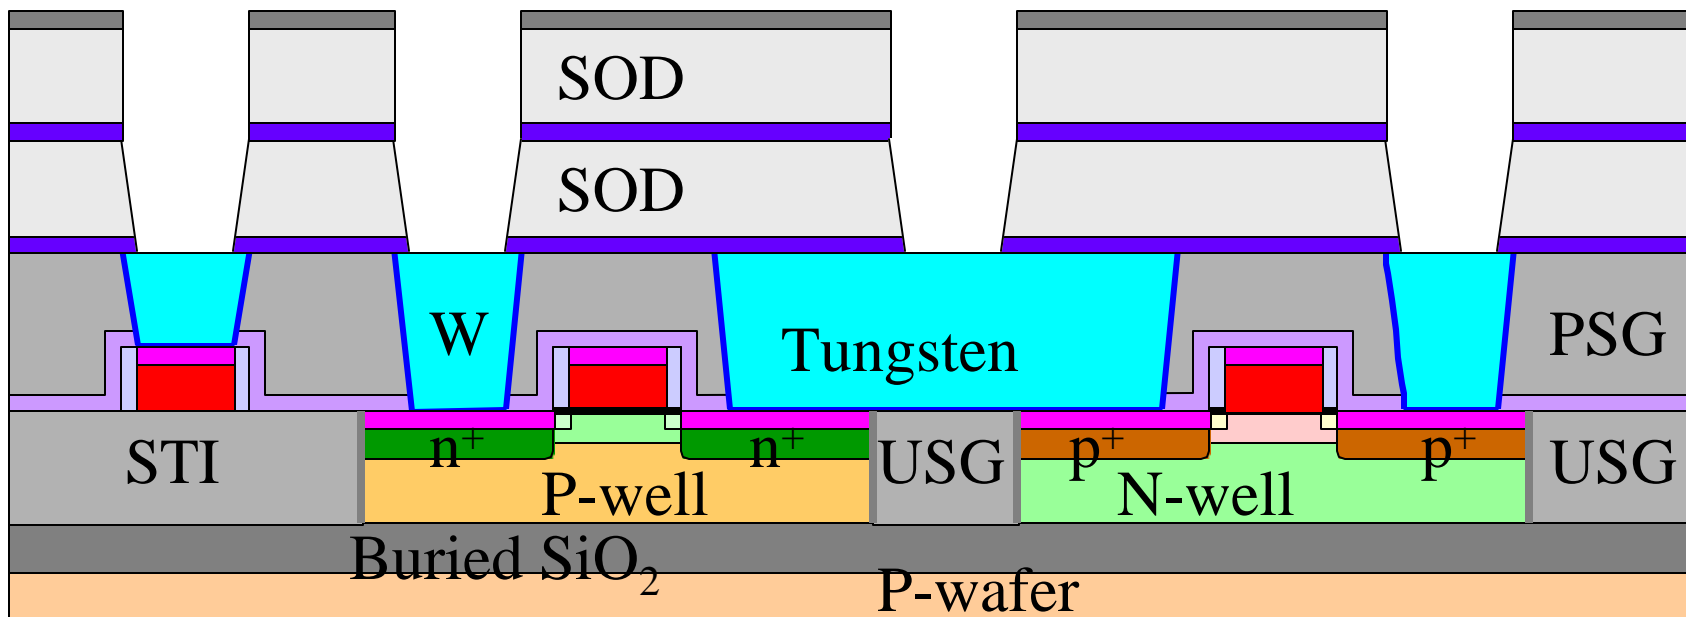 SOD
SOD
W
Tungsten
PSG
STI
n⁺
n⁺
USG
p⁺
p⁺
USG
P-well
N-well
Buried SiO₂
P-wafer